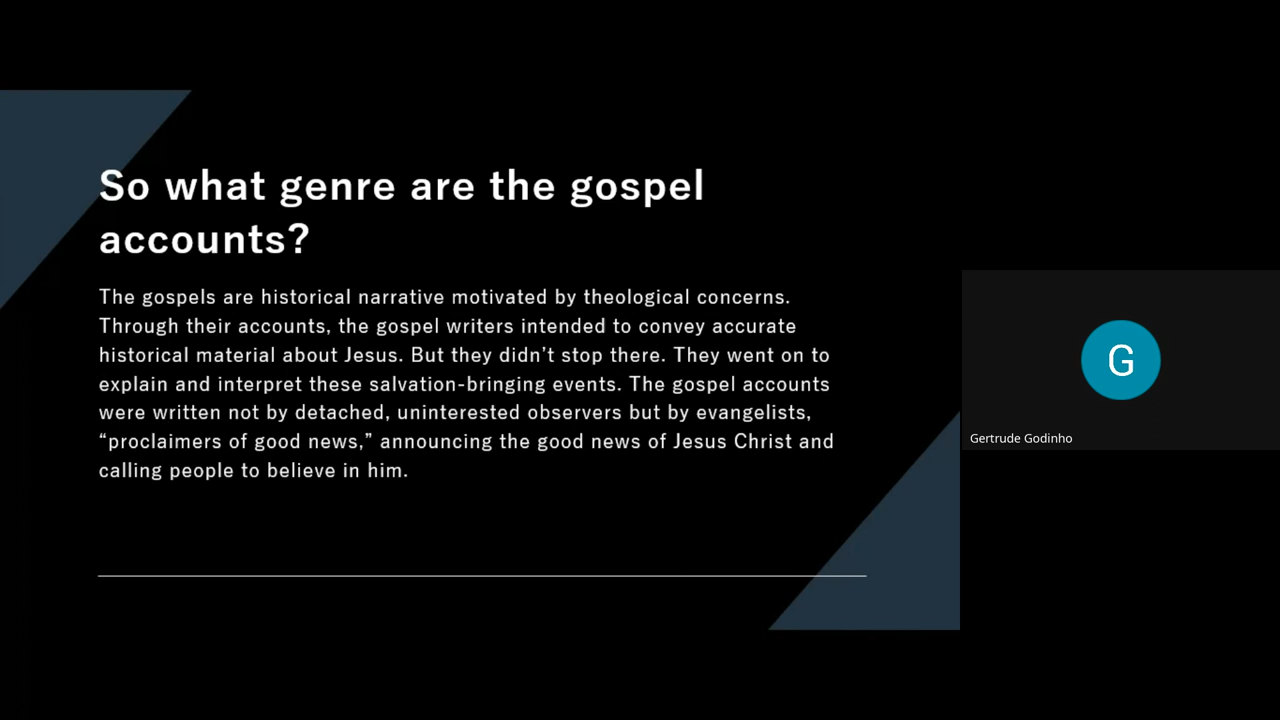 So what genre are the gospel
accounts?
The gospels are historical narrative motivated by theological concerns.
Through their accounts, the gospel writers intended to convey accurate
historical material about Jesus. But they didn’t stop there. They went on to
explain and interpret these salvation-bringing events. The gospel accounts
were written not by detached, uninterested observers but by evangelists,
“proclaimers of good news,” announcing the good news of Jesus Christ and
calling people to believe in him.
G
Gertrude Godinho